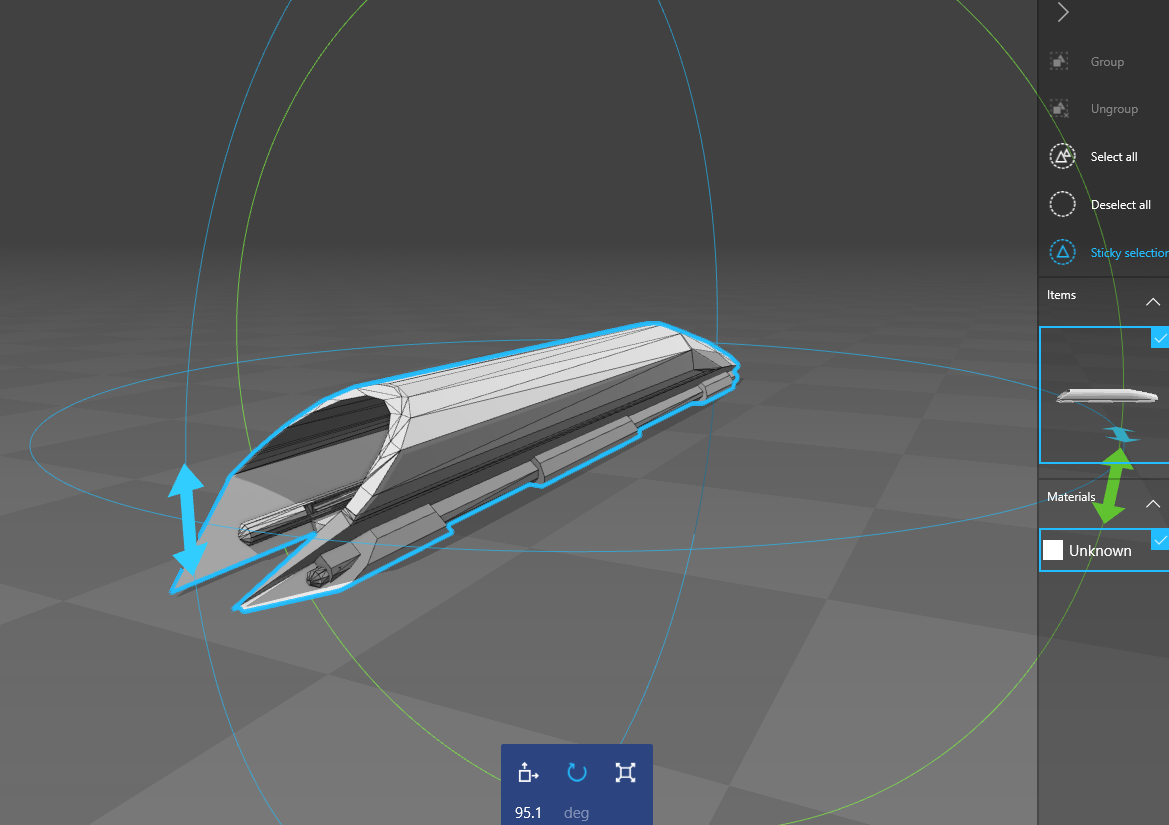 Group
Ungroup
Select all
Deselect all
Sticky selection
Items
Materials
Unknown
95.1 deg